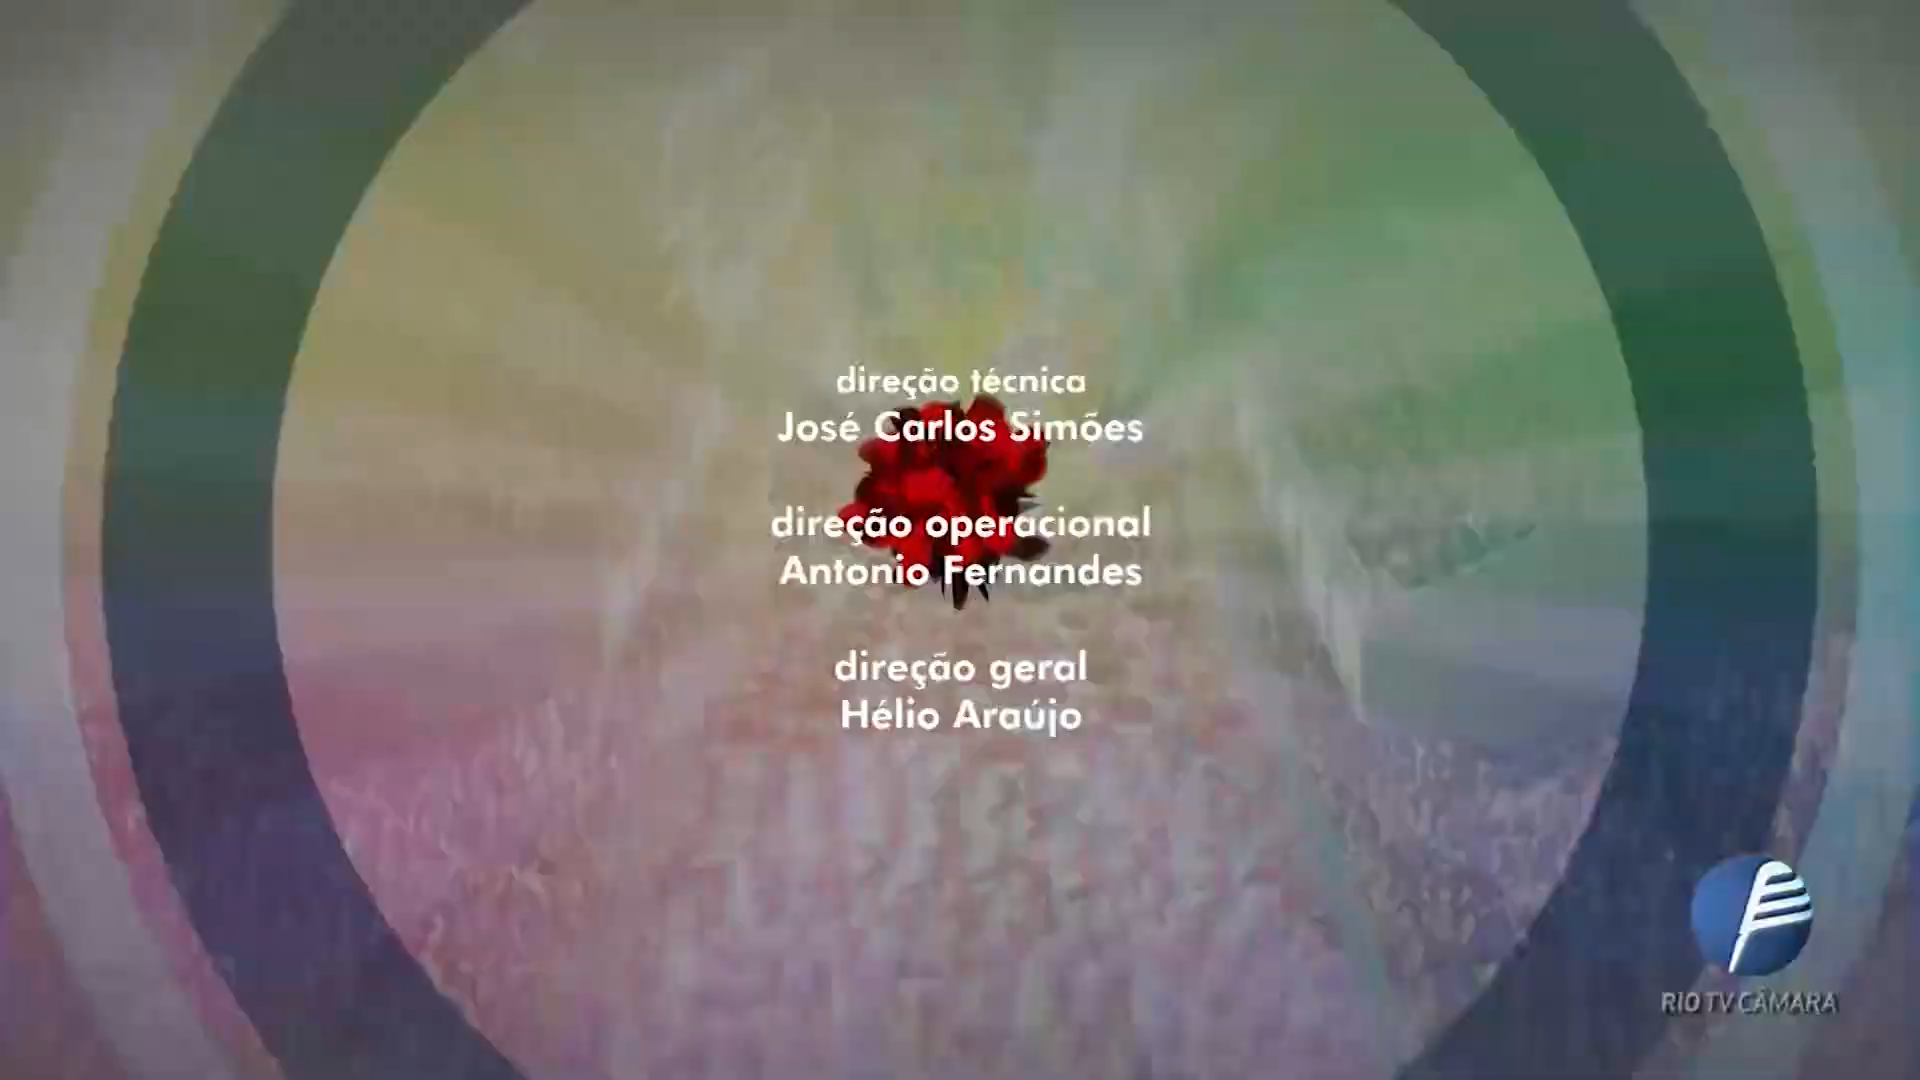 direção técnica
José Carlos Simões
direção operacional
Antonio Fernandes
direção geral
Hélio Araújo
RIO TV CÂMARA